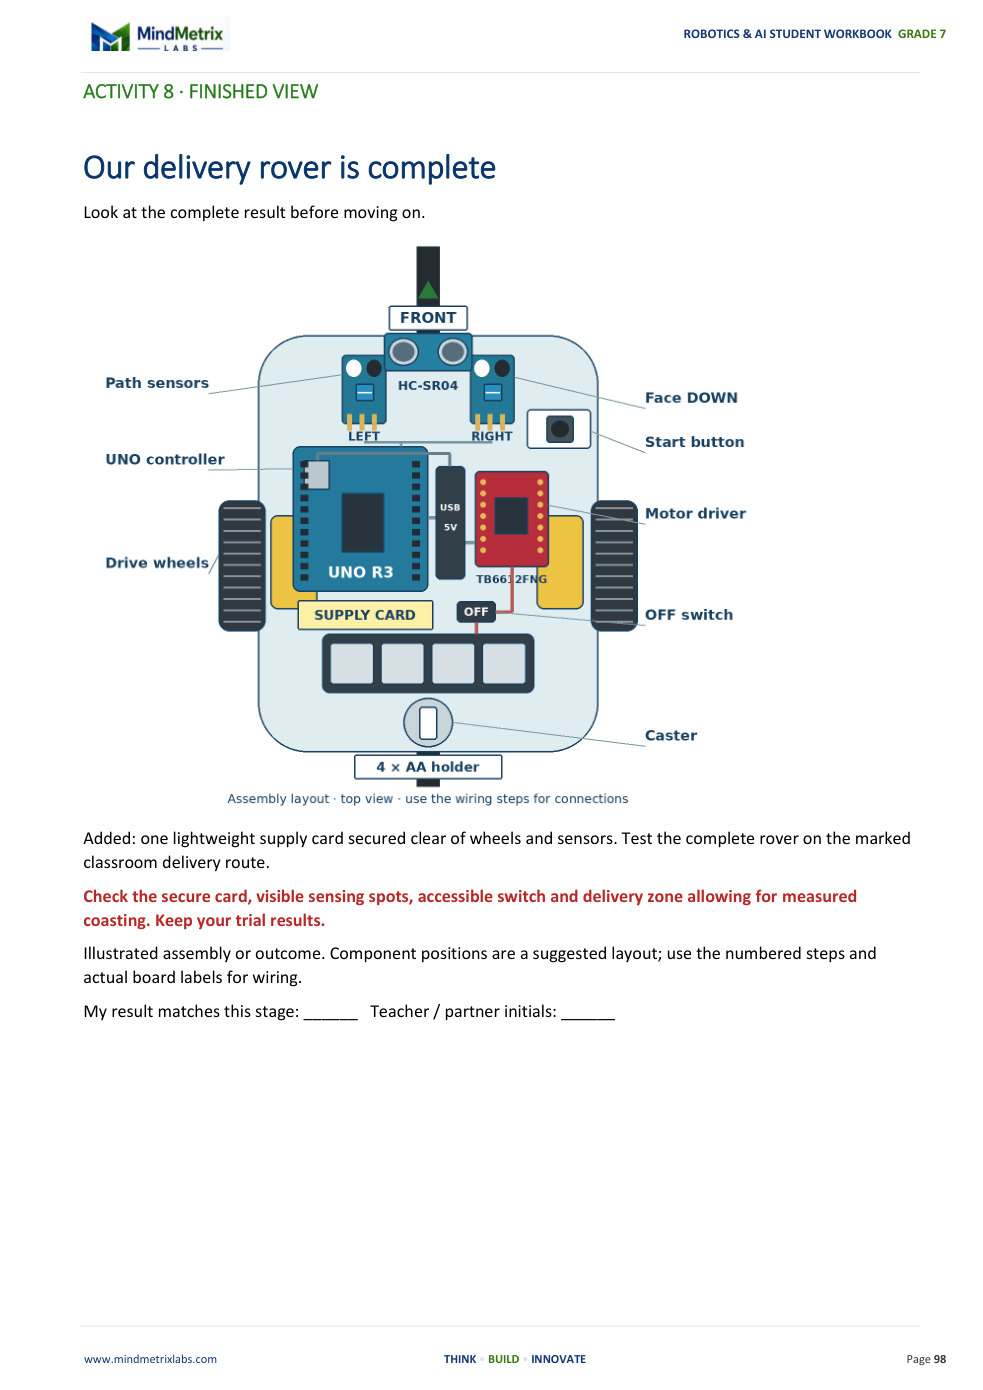 MindMetrix
LABS
ROBOTICS & AI STUDENT WORKBOOK GRADE 7
ACTIVITY 8 · FINISHED VIEW
Our delivery rover is complete
Look at the complete result before moving on.
FRONT
HC-SR04
Path sensors
Face DOWN
LEFT
RIGHT
Start button
UNO controller
USB
5V
Motor driver
Drive wheels
UNO R3
TB6612FNG
SUPPLY CARD
OFF
OFF switch
Caster
4 × AA holder
Assembly layout · top view · use the wiring steps for connections
Added: one lightweight supply card secured clear of wheels and sensors. Test the complete rover on the marked
classroom delivery route.
Check the secure card, visible sensing spots, accessible switch and delivery zone allowing for measured
coasting. Keep your trial results.
Illustrated assembly or outcome. Component positions are a suggested layout; use the numbered steps and
actual board labels for wiring.
My result matches this stage: ______ Teacher / partner initials: ______
www.mindmetrixlabs.com
THINK • BUILD • INNOVATE
Page 98